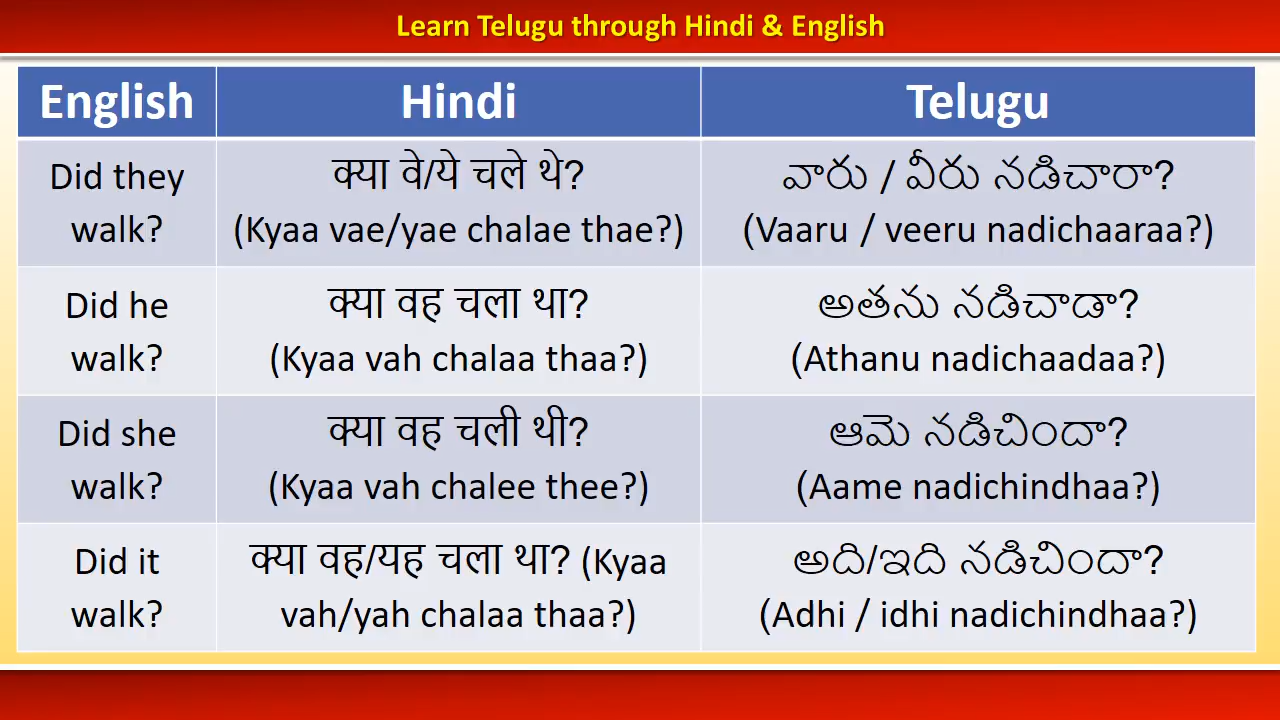 Learn Telugu through Hindi & English
English
Hindi
Telugu
Did they
walk?
क्या वे/ये चले थे?
(Kyaa vae/yae chalae thae?)
వారు / వీరు నడిచారా?
(Vaaru / veeru nadichaaraa?)
Did he
walk?
क्या वह चला था?
(Kyaa vah chalaa thaa?)
అతను నడిచాడా?
(Athanu nadichaadaa?)
Did she
walk?
क्या वह चली थी?
(Kyaa vah chalee thee?)
ఆమె నడిచిందా?
(Aame nadichindhaa?)
Did it
walk?
क्या वह/यह चला था? (Kyaa
vah/yah chalaa thaa?)
అది/ఇది నడిచిందా?
(Adhi / idhi nadichindhaa?)